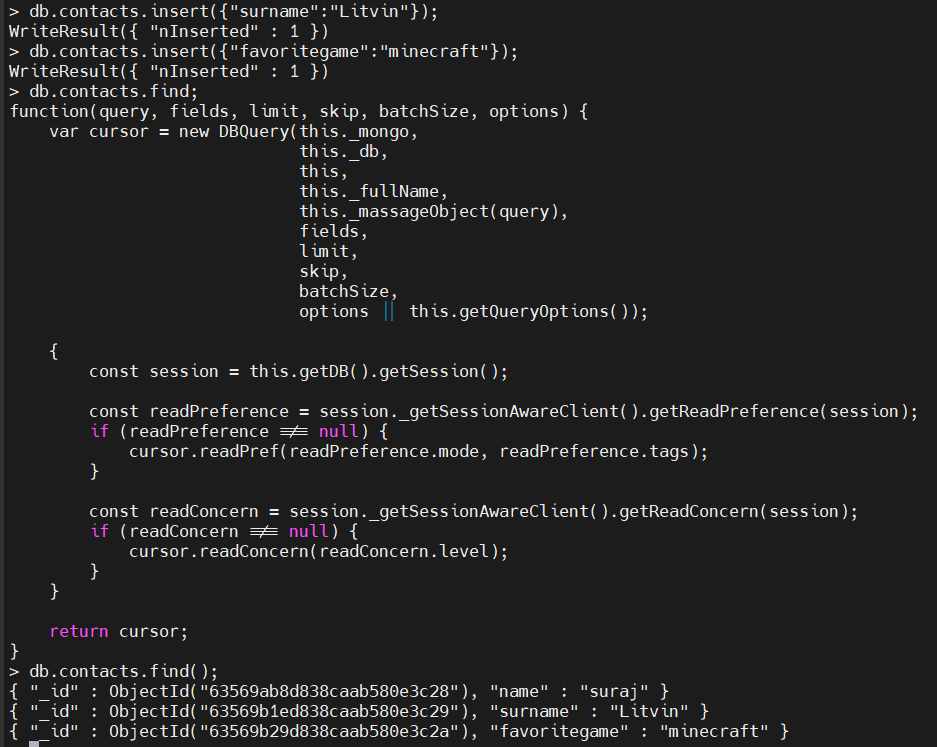 > db.contacts.insert({"surname":"Litvin"});
WriteResult({ "nInserted" : 1 })
> db.contacts.insert({"favoritegame":"minecraft"});
WriteResult({ "nInserted" : 1 })
> db.contacts.find;
function(query, fields, limit, skip, batchSize, options) {
    var cursor = new DBQuery(this._mongo,
                             this._db,
                             this,
                             this._fullName,
                             this._massageObject(query),
                             fields,
                             limit,
                             skip,
                             batchSize,
                             options || this.getQueryOptions());

    {
        const session = this.getDB().getSession();

        const readPreference = session._getSessionAwareClient().getReadPreference(session);
        if (readPreference !== null) {
            cursor.readPref(readPreference.mode, readPreference.tags);
        }

        const readConcern = session._getSessionAwareClient().getReadConcern(session);
        if (readConcern !== null) {
            cursor.readConcern(readConcern.level);
        }
    }

    return cursor;
}
> db.contacts.find();
{ "_id" : ObjectId("63569ab8d838caab580e3c28"), "name" : "suraj" }
{ "_id" : ObjectId("63569b1ed838caab580e3c29"), "surname" : "Litvin" }
{ "_id" : ObjectId("63569b29d838caab580e3c2a"), "favoritegame" : "minecraft" }